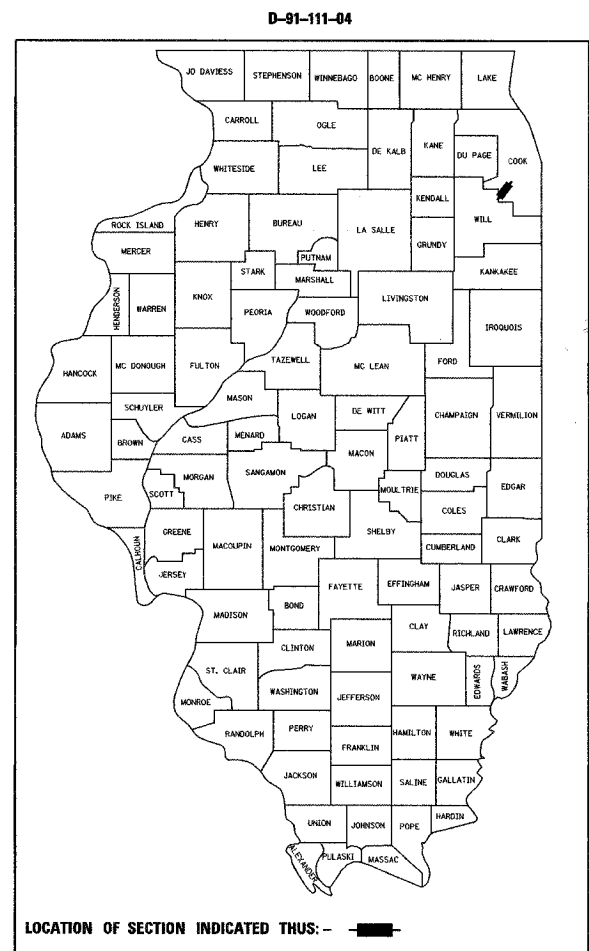 D-91-111-04
JO DAVIESS STEPHENSON WINNEBAGO BOONE MC HENRY LAKE
CARROLL OGLE DE KALB KANE DU PAGE COOK
WHITESIDE LEE
KENDALL WILL
ROCK ISLAND HENRY BUREAU LA SALLE GRUNDY
MERCER PUTNAM
STARK MARSHALL KANKAKEE
HENDERSON WARREN KNOX PEORIA WOODFORD LIVINGSTON IROQUOIS
HANCOCK MC DONOUGH FULTON TAZEWELL MC LEAN FORD
MASON
SCHUYLER LOGAN DE WITT CHAMPAIGN VERMILION
ADAMS BROWN CASS MENARD PIATT
MACON
PIKE SCOTT MORGAN SANGAMON MOULTRIE DOUGLAS EDGAR
CHRISTIAN COLES
GREENE MACOUPIN SHELBY
CALHOUN MONTGOMERY CUMBERLAND CLARK
JERSEY
FAYETTE EFFINGHAM JASPER CRAWFORD
MADISON BOND
CLAY RICHLAND LAWRENCE
CLINTON MARION
ST. CLAIR WAYNE EDWARDS WABASH
WASHINGTON JEFFERSON
MONROE
RANDOLPH PERRY HAMILTON WHITE
FRANKLIN
JACKSON WILLIAMSON SALINE GALLATIN
UNION JOHNSON POPE HARDIN
ALEXANDER PULASKI MASSAC
LOCATION OF SECTION INDICATED THUS: -